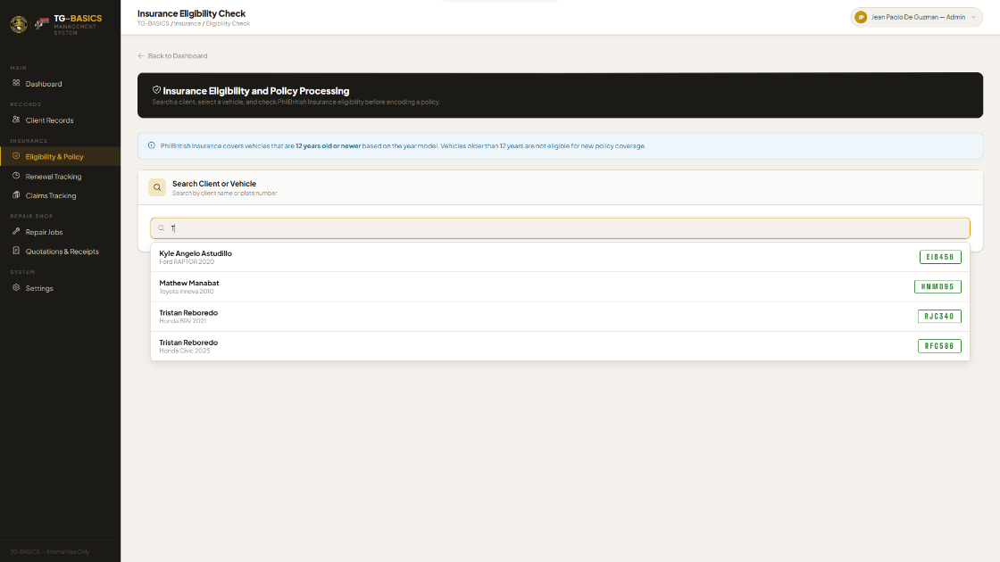 TG-BASICS
MANAGEMENT
SYSTEM
MAIN
Dashboard
RECORDS
Client Records
INSURANCE
Eligibility & Policy
Renewal Tracking
Claims Tracking
REPAIR SHOP
Repair Jobs
Quotations & Receipts
SYSTEM
Settings
TG-BASICS — Internal Use Only
Insurance Eligibility Check
TG-BASICS / Insurance / Eligibility Check
JP Jean Paolo De Guzman — Admin
← Back to Dashboard
Insurance Eligibility and Policy Processing
Search a client, select a vehicle, and check PhilBritish Insurance eligibility before encoding a policy.
PhilBritish Insurance covers vehicles that are 12 years old or newer based on the year model. Vehicles older than 12 years are not eligible for new policy coverage.
Search Client or Vehicle
Search by client name or plate number
T
Kyle Angelo Astudillo
Ford RAPTOR 2020
EIB456
Mathew Manabat
Toyota Innova 2010
HNM095
Tristan Reboredo
Honda BRV 2021
RJC340
Tristan Reboredo
Honda Civic 2025
RFC586